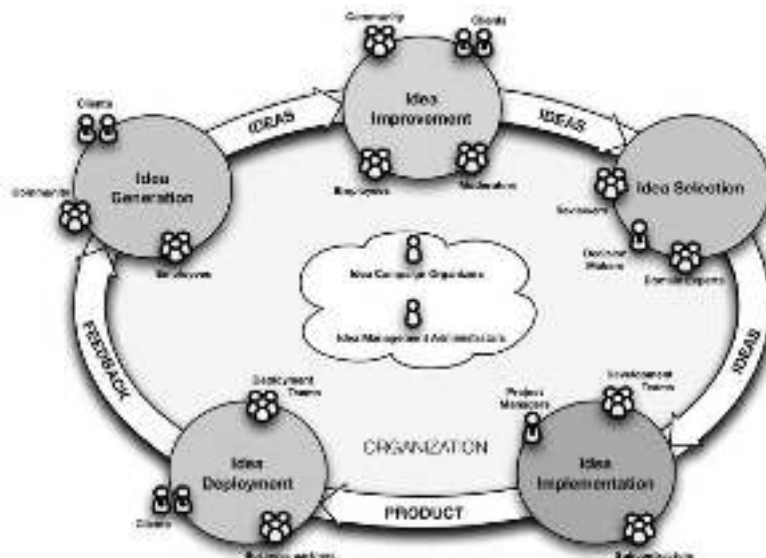 Community
Clients
Idea
Improvement
IDEAS
IDEAS
Clients
Idea
Generation
Community
Employees
Employees
Moderators
Idea Selection
Reviewers
Decision
Makers
Domain Experts
Idea Campaign Organizers
Idea Management Administrators
FEEDBACK
IDEAS
Deployment
Teams
Project
Managers
Development
Teams
ORGANIZATION
Idea
Deployment
Idea
Implementation
Clients
PRODUCT